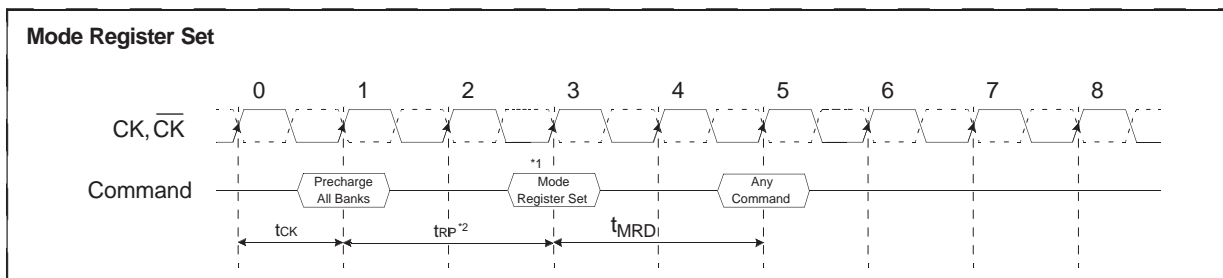 Mode Register Set
0 1 2 3 4 5 6 7 8
CK, C̅K̅
*1
Command
Precharge All Banks
Mode Register Set
Any Command
tCK
tRP*2
tMRD